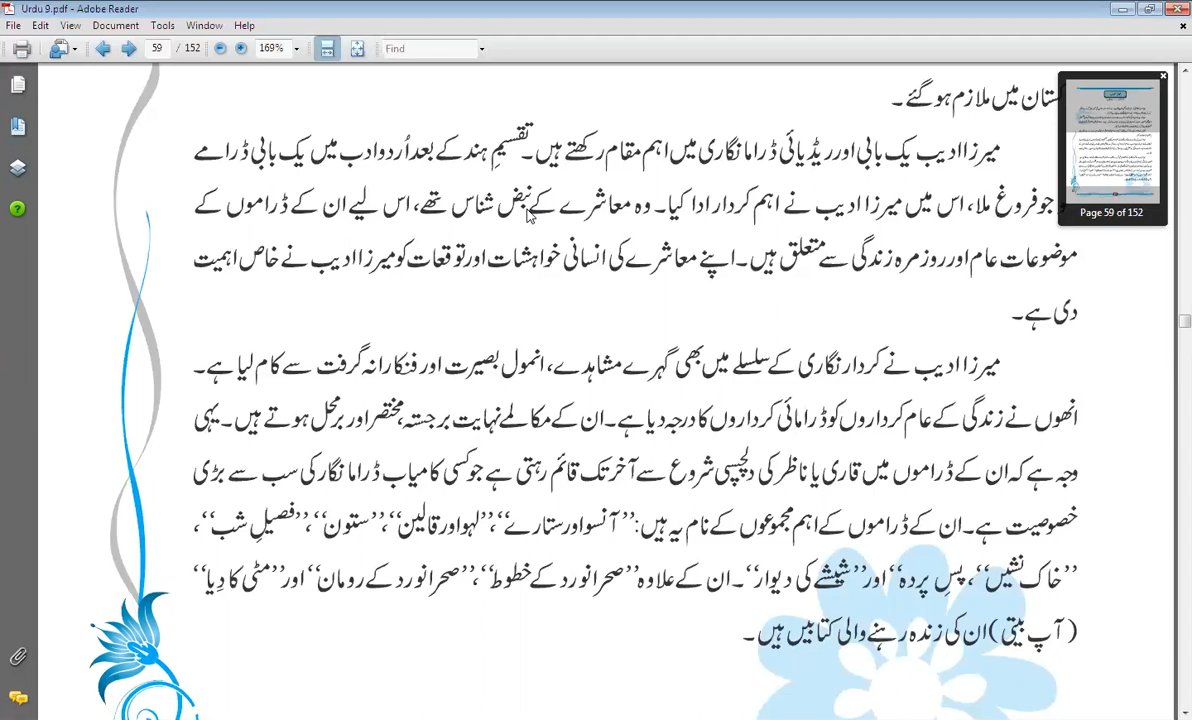 Urdu 9.pdf - Adobe Reader
File Edit View Document Tools Window Help
59 / 152 169% Find
ستان میں ملازم ہو گئے۔
میرزا ادیب یک بابی اور ریڈیائی ڈراما نگاری میں اہم مقام رکھتے ہیں۔ تقسیمِ ہند کے بعد اُردو ادب میں یک بابی ڈرامے
جو فروغ ملا، اس میں میرزا ادیب نے اہم کردار ادا کیا۔ وہ معاشرے کے نبض شناس تھے، اس لیے ان کے ڈراموں کے
موضوعات عام اور روزمرہ زندگی سے متعلق ہیں۔ اپنے معاشرے کی انسانی خواہشات اور توقعات کو میرزا ادیب نے خاص اہمیت
دی ہے۔
میرزا ادیب نے کردار نگاری کے سلسلے میں بھی گہرے مشاہدے، انمول بصیرت اور فنکارانہ گرفت سے کام لیا ہے۔
انھوں نے زندگی کے عام کرداروں کو ڈرامائی کرداروں کا درجہ دیا ہے۔ ان کے مکالمے نہایت برجستہ، مختصر اور برمحل ہوتے ہیں۔ یہی
وجہ ہے کہ ان کے ڈراموں میں قاری یا ناظر کی دلچسپی شروع سے آخر تک قائم رہتی ہے جو کسی کامیاب ڈراما نگار کی سب سے بڑی
خصوصیت ہے۔ ان کے ڈراموں کے اہم مجموعوں کے نام یہ ہیں: ’’آنسو اور ستارے‘‘، ’’لہو اور قالین‘‘، ’’ستون‘‘، ’’فصیلِ شب‘‘،
’’خاک نشیں‘‘، ’’پسِ پردہ‘‘ اور ’’شیشے کی دیوار‘‘۔ ان کے علاوہ ’’صحرا نورد کے خطوط‘‘، ’’صحرا نورد کے رومان‘‘ اور ’’مٹی کا دِیا‘‘
(آپ بیتی) ان کی زندہ رہنے والی کتابیں ہیں۔
Page 59 of 152